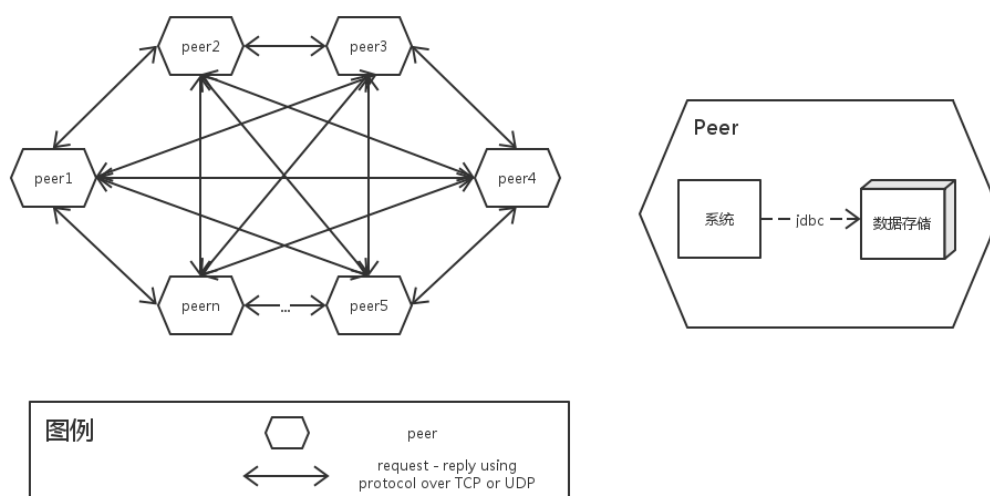 peer2
peer3
peer1
peer4
peern
...
peer5
Peer
系统
jdbc
数据存储
图例
peer
request - reply using
protocol over TCP or UDP